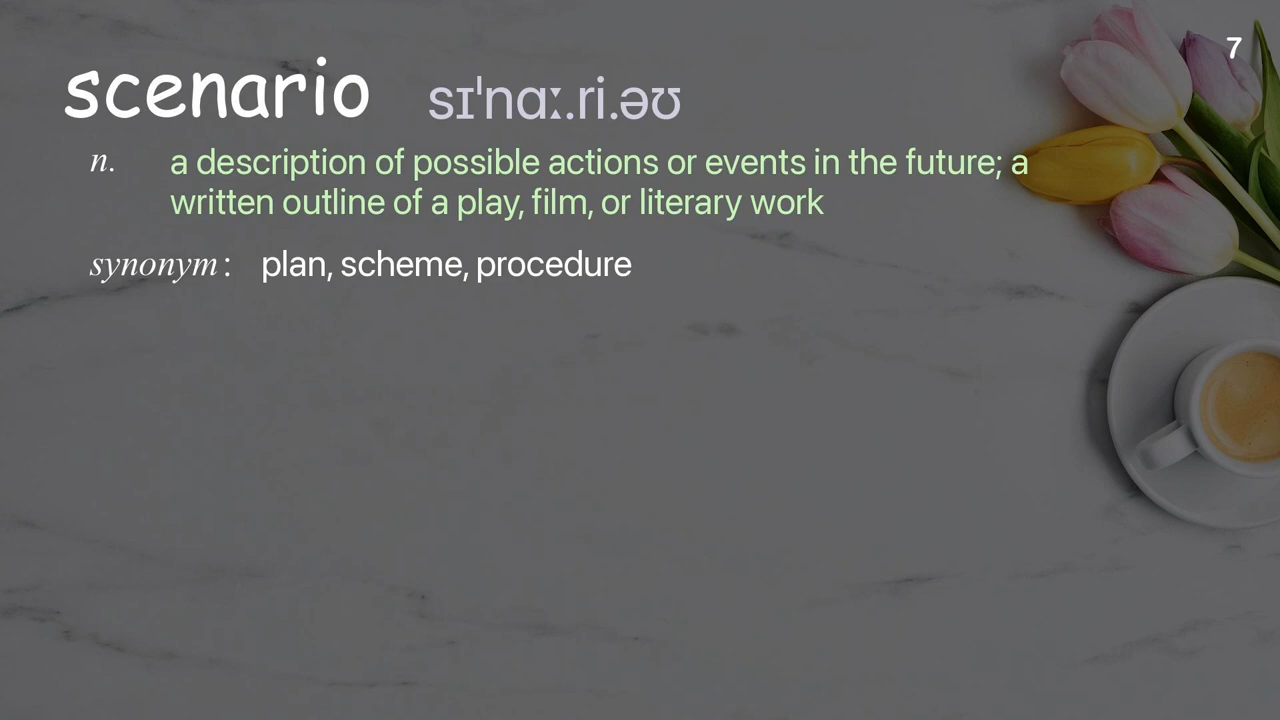 7
scenario sɪˈnɑː.ri.əʊ
n. a description of possible actions or events in the future; a
written outline of a play, film, or literary work
synonym: plan, scheme, procedure